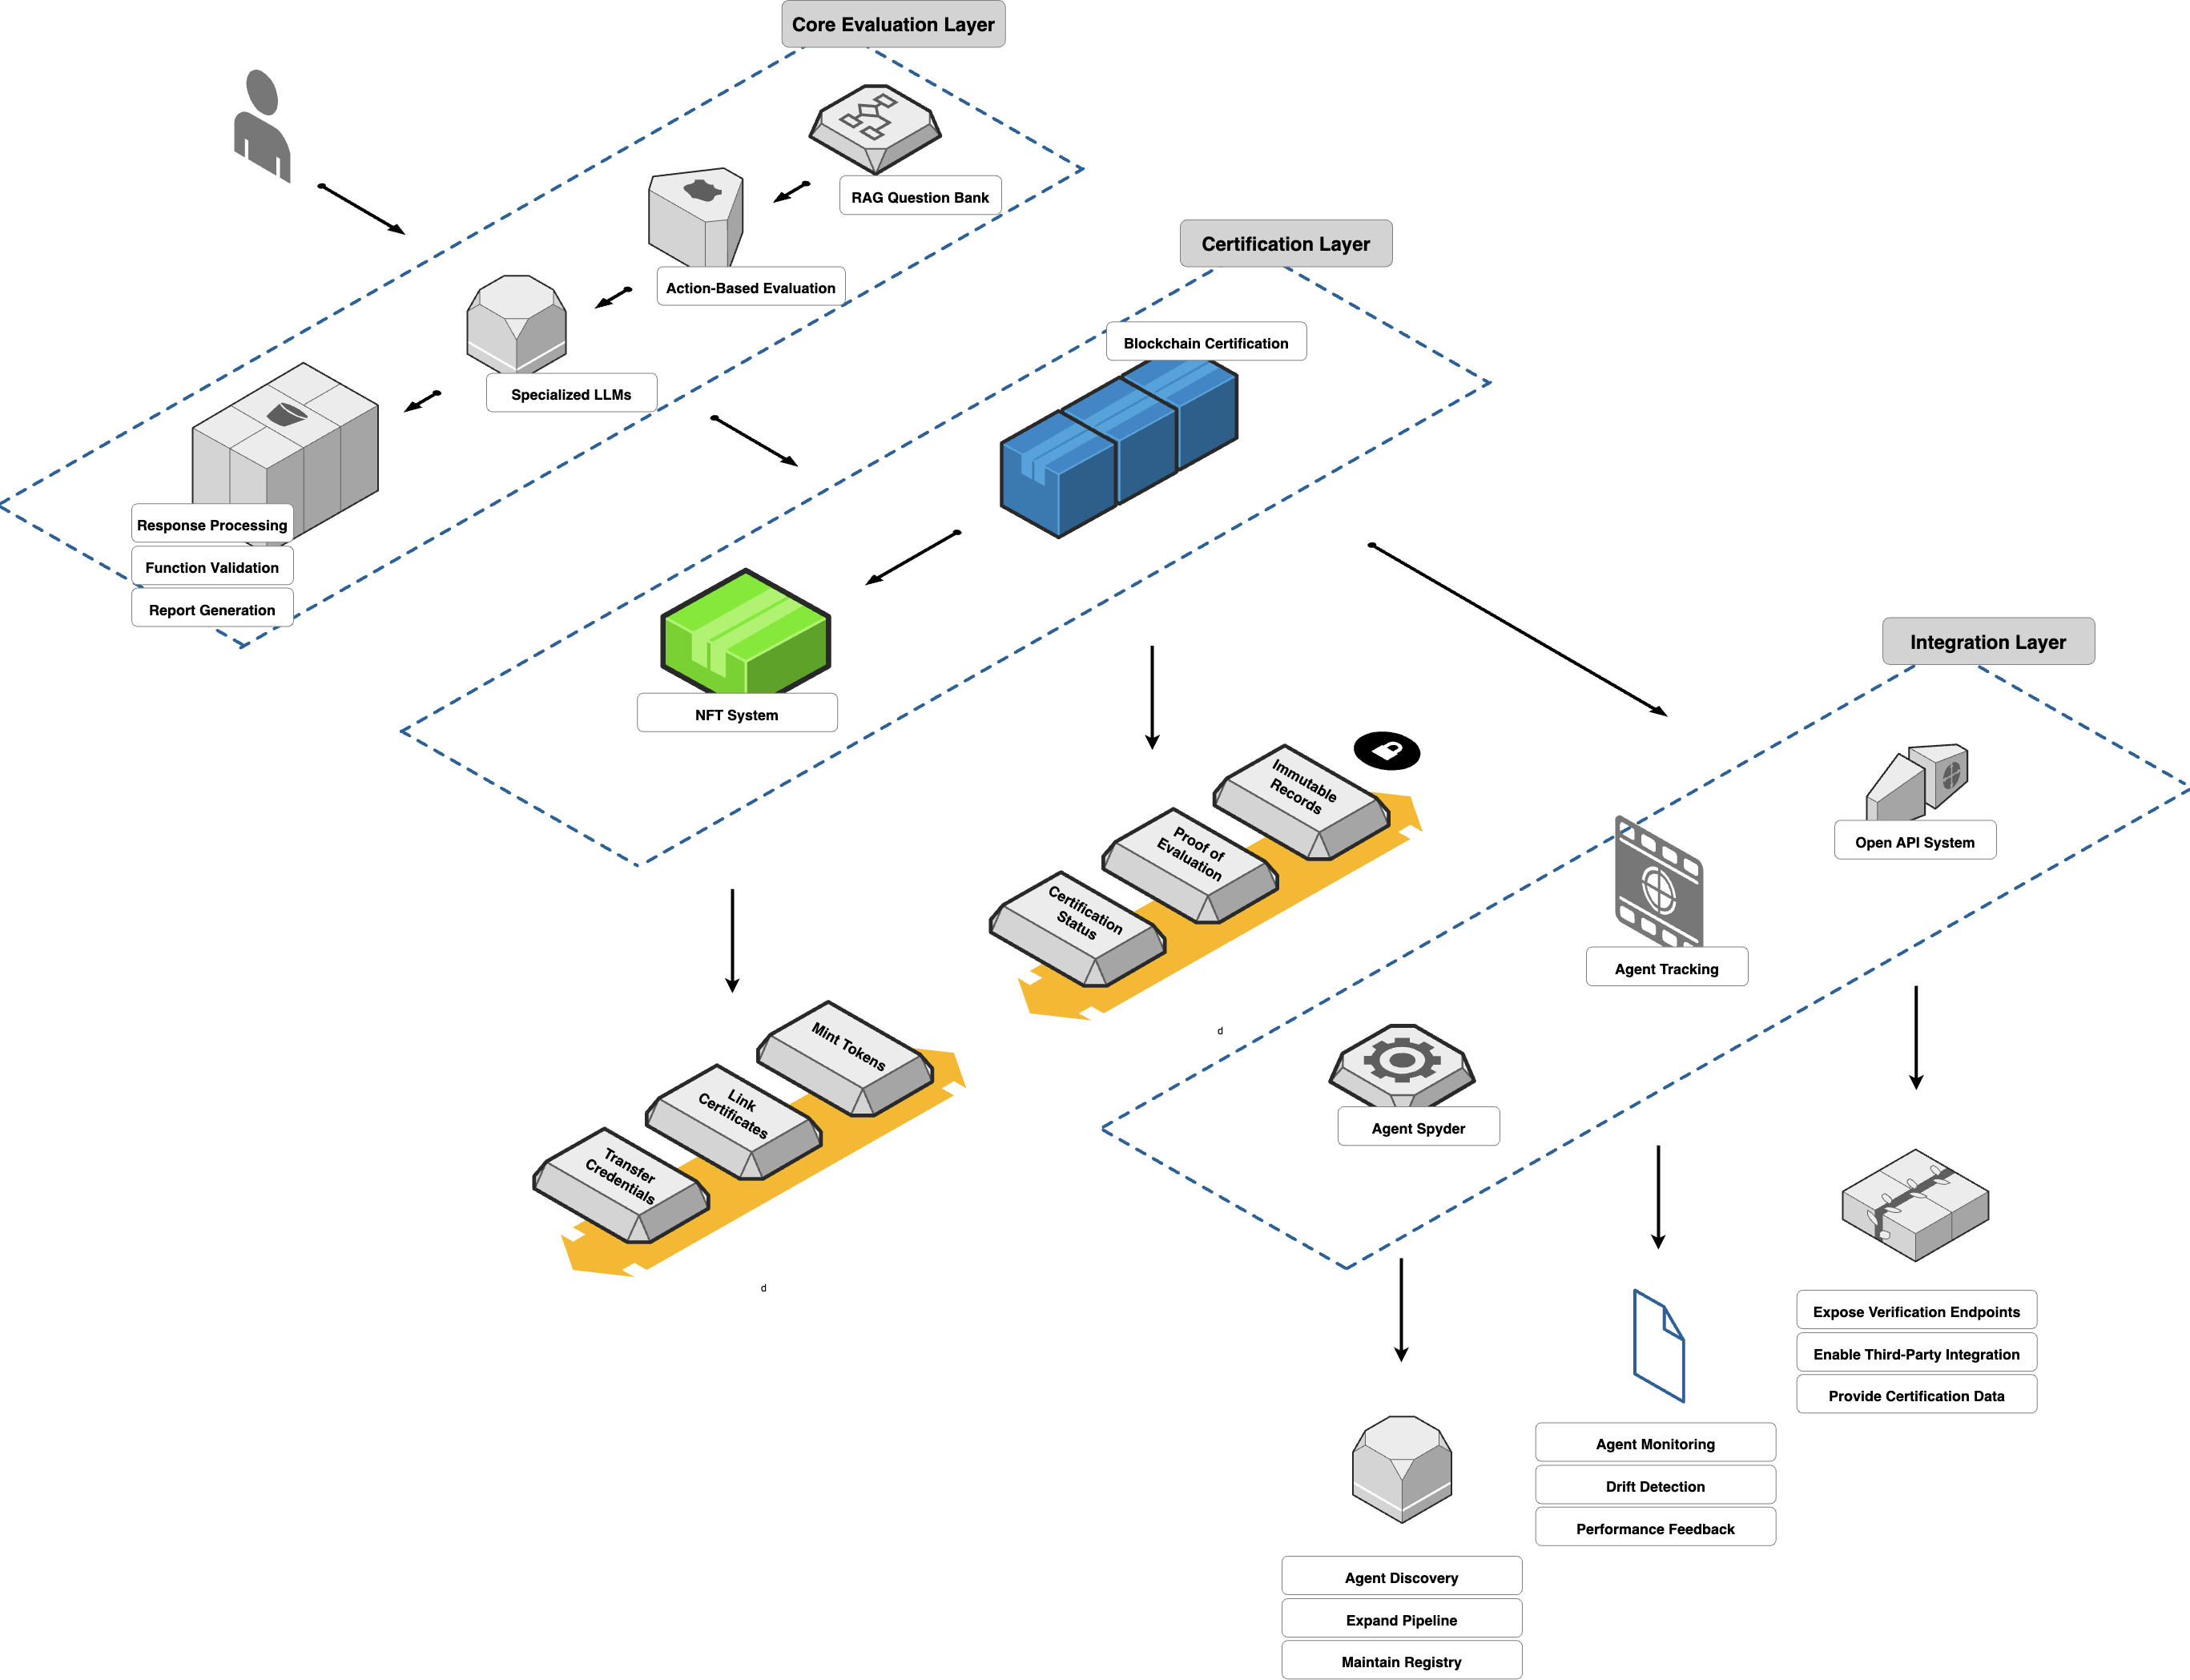 Core Evaluation Layer
RAG Question Bank
Action-Based Evaluation
Specialized LLMs
Response Processing
Function Validation
Report Generation
Certification Layer
Blockchain Certification
NFT System
Immutable
Records
Proof of
Evaluation
Certification
Status
d
Mint Tokens
Link
Certificates
Transfer
Credentials
d
Integration Layer
Open API System
Agent Tracking
Agent Spyder
Expose Verification Endpoints
Enable Third-Party Integration
Provide Certification Data
Agent Monitoring
Drift Detection
Performance Feedback
Agent Discovery
Expand Pipeline
Maintain Registry